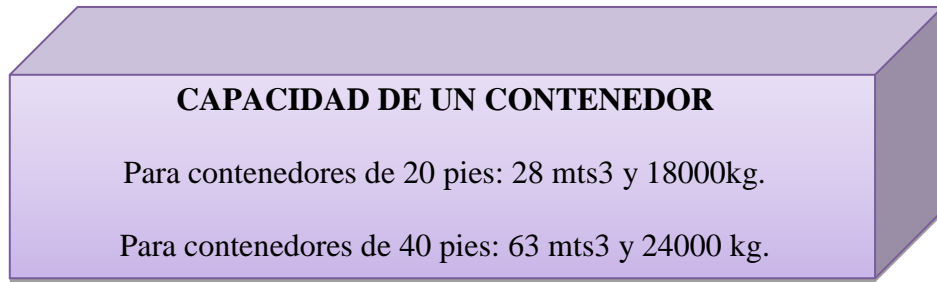 CAPACIDAD DE UN CONTENEDOR
Para contenedores de 20 pies: 28 mts3 y 18000kg.
Para contenedores de 40 pies: 63 mts3 y 24000 kg.